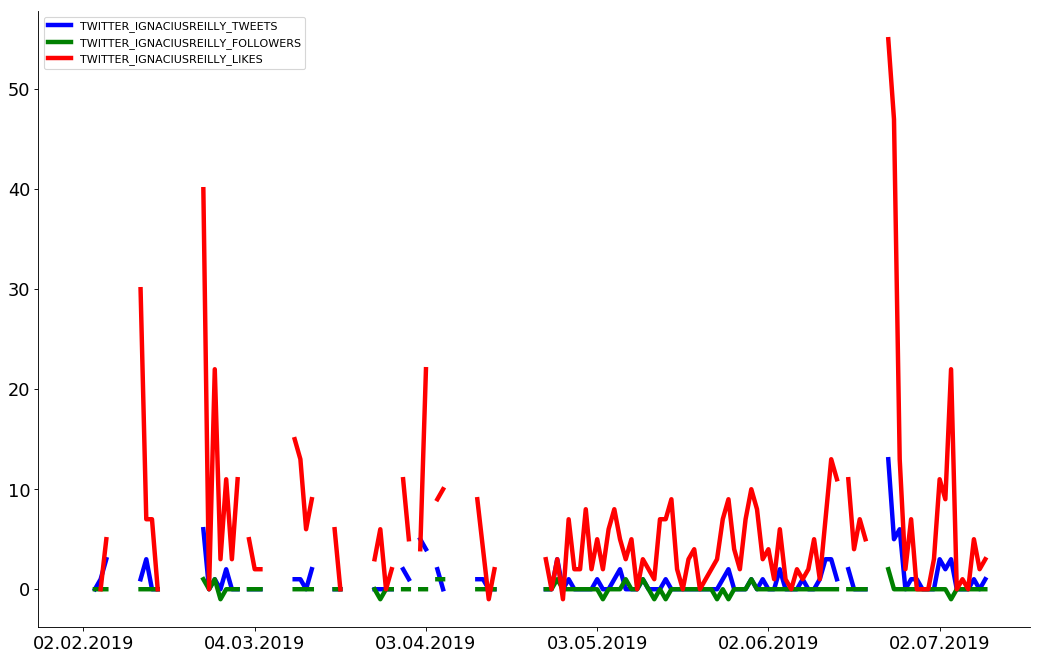 TWITTER_IGNACIUSREILLY_TWEETS
TWITTER_IGNACIUSREILLY_FOLLOWERS
TWITTER_IGNACIUSREILLY_LIKES
50
40
30
20
10
0
02.02.2019 04.03.2019 03.04.2019 03.05.2019 02.06.2019 02.07.2019